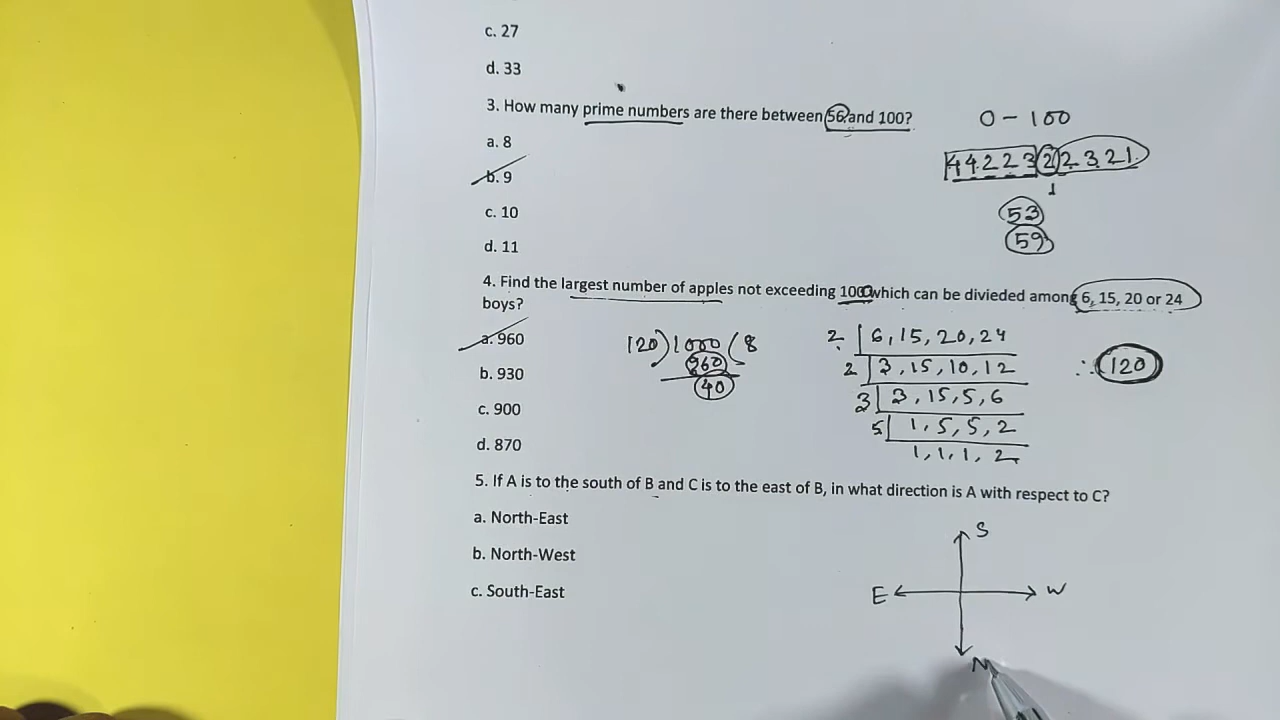 c. 27
d. 33
3. How many prime numbers are there between 56 and 100?
0 - 100
a. 8
4 4 2 2 3 2 2 3 2 1
b. 9
1
c. 10
53
d. 11
59
4. Find the largest number of apples not exceeding 1000 which can be divieded among 6, 15, 20 or 24
boys?
a. 960
120) 1000 ( 8
960
40
2 | 6, 15, 20, 24
2 | 3, 15, 10, 12
3 | 3, 15, 5, 6
5 | 1, 5, 5, 2
1, 1, 1, 2
∴ 120
b. 930
c. 900
d. 870
5. If A is to the south of B and C is to the east of B, in what direction is A with respect to C?
a. North-East
b. North-West
c. South-East
S
E
W
N